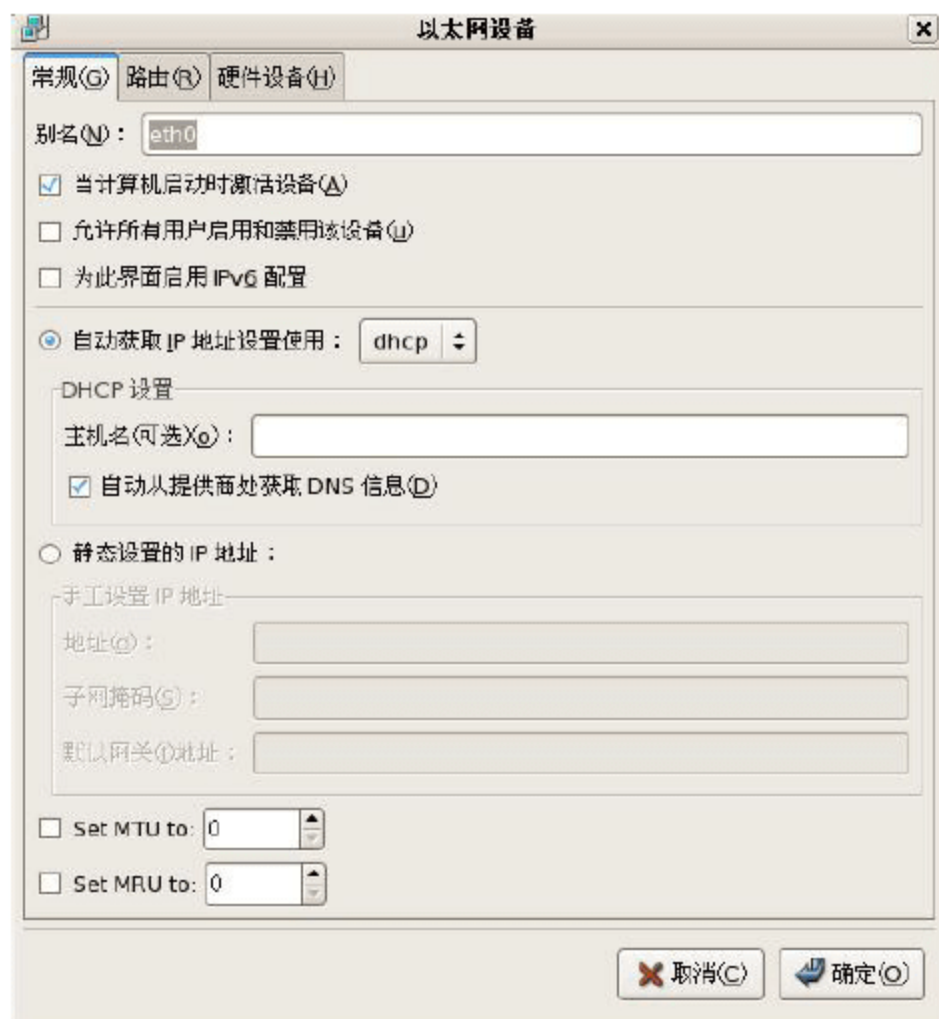 以太网设备
常规(G) 路由(R) 硬件设备(H)
别名(N)： eth0
当计算机启动时激活设备(A)
允许所有用户启用和禁用该设备(U)
为此界面启用 IPv6 配置
自动获取 IP 地址设置使用： dhcp
DHCP 设置
主机名(可选)(o)：
自动从提供商处获取 DNS 信息(D)
静态设置的 IP 地址：
手工设置 IP 地址
地址(d)：
子网掩码(S)：
默认网关(t)地址：
Set MTU to: 0
Set MRU to: 0
取消(C) 确定(O)